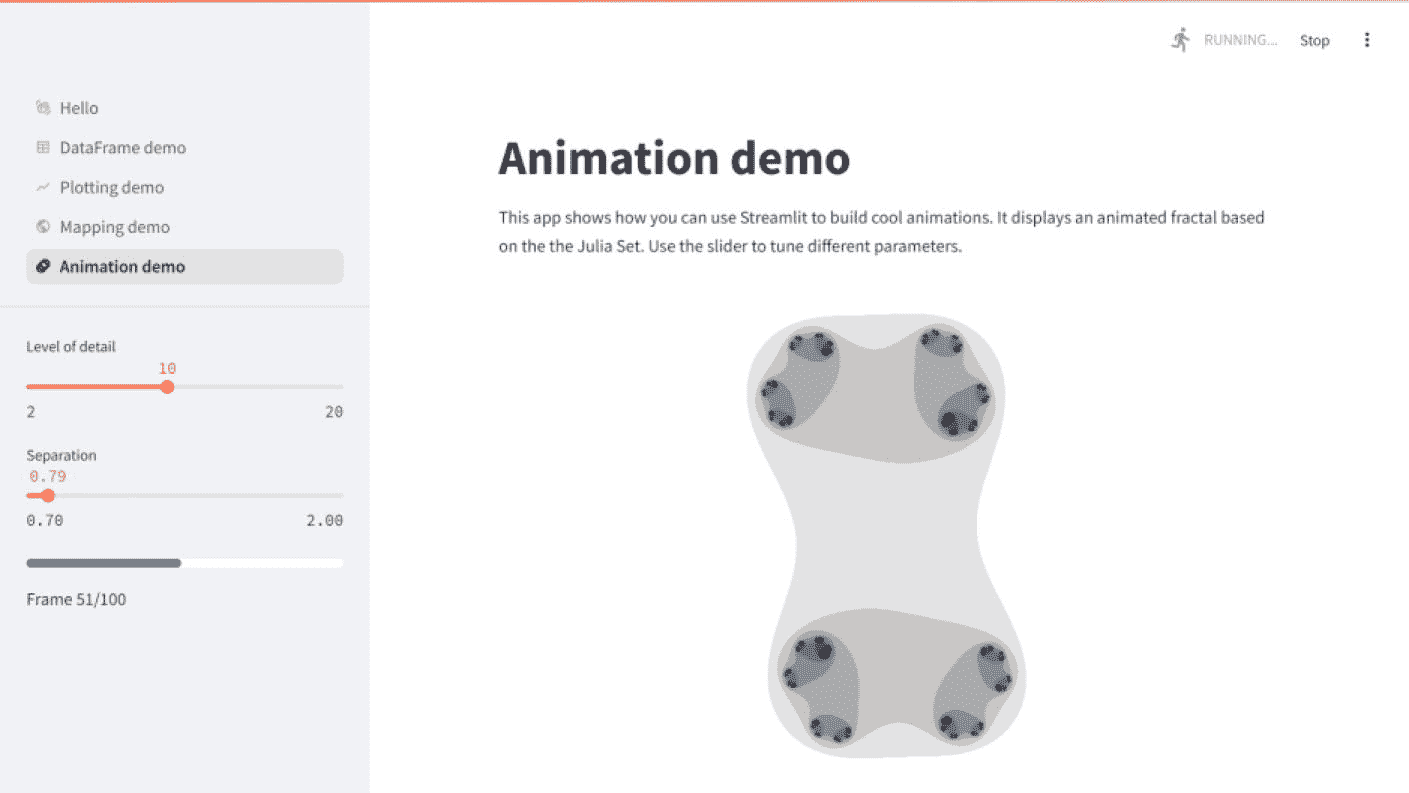 RUNNING...
Stop
Hello
DataFrame demo
Plotting demo
Mapping demo
Animation demo
Level of detail
10
2 20
Separation
0.79
0.70 2.00
Frame 51/100
Animation demo
This app shows how you can use Streamlit to build cool animations. It displays an animated fractal based
on the the Julia Set. Use the slider to tune different parameters.